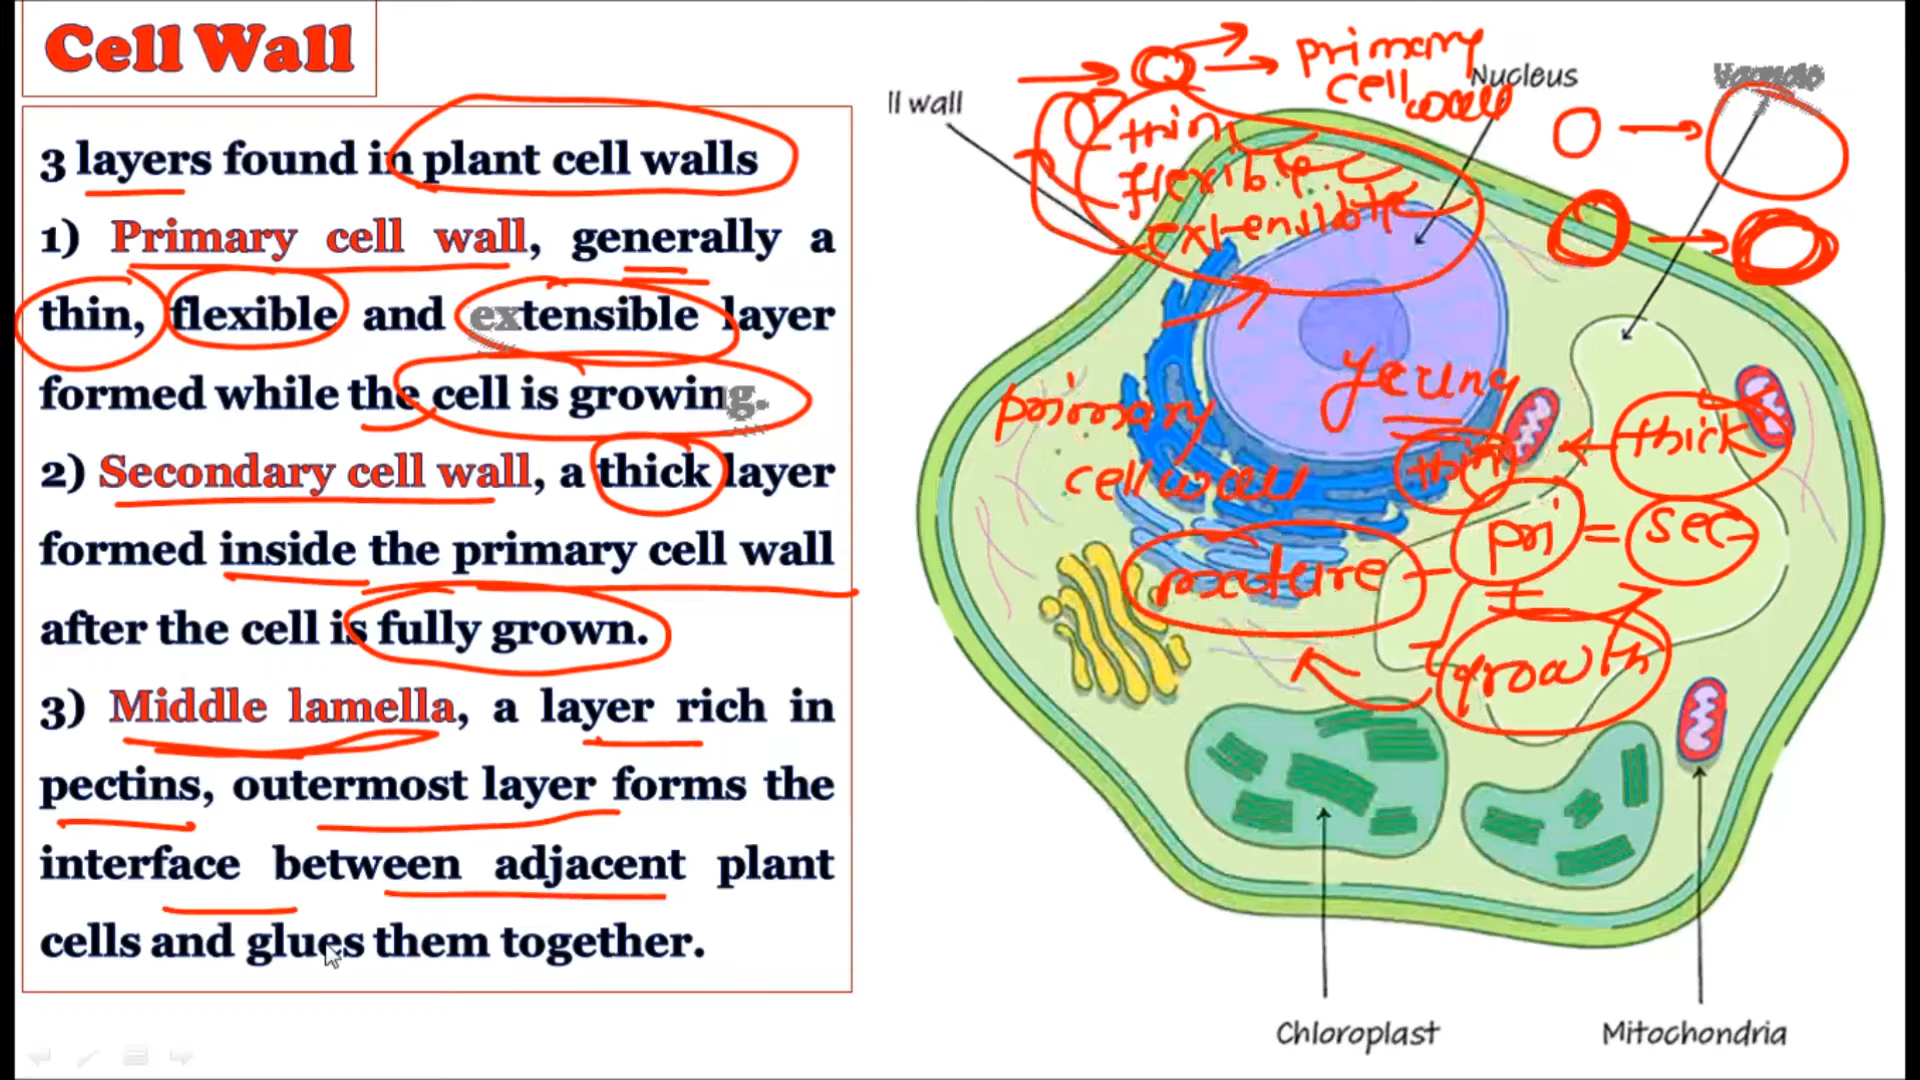 Cell Wall
3 layers found in plant cell walls
1) Primary cell wall, generally a
thin, flexible and extensible layer
formed while the cell is growing.
2) Secondary cell wall, a thick layer
formed inside the primary cell wall
after the cell is fully grown.
3) Middle lamella, a layer rich in
pectins, outermost layer forms the
interface between adjacent plant
cells and glues them together.
primary
cell wall
ll wall
Nucleus
thin
flexible
extensible
young
primary
cell wall
thin
thick
mature
pri = sec
+
growth
Chloroplast
Mitochondria